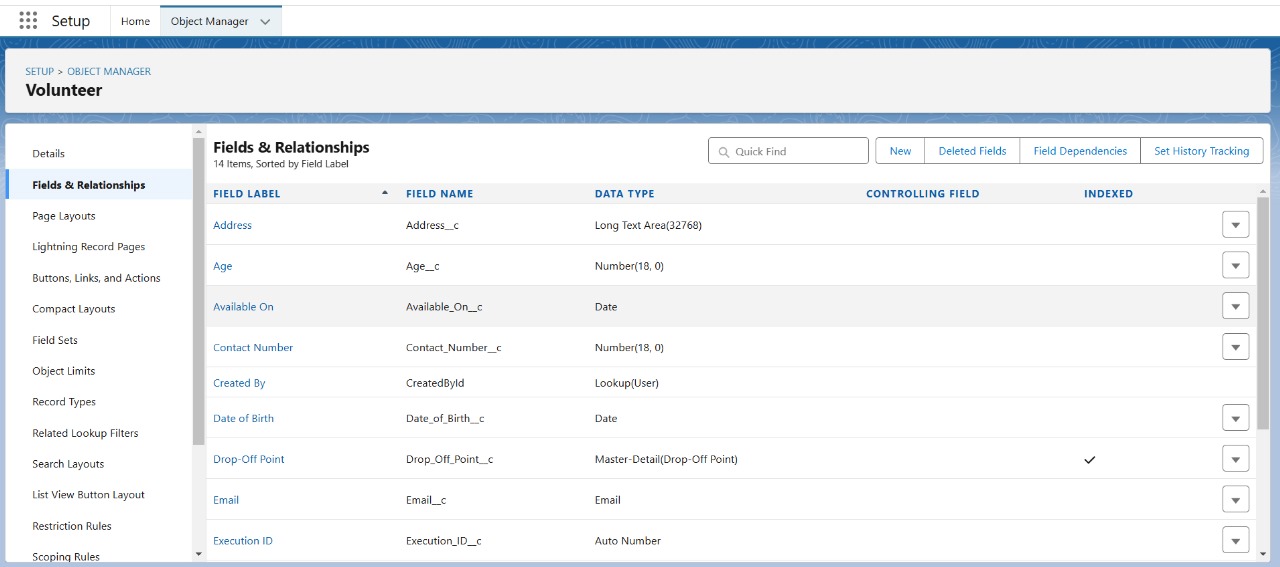 Setup Home Object Manager
SETUP > OBJECT MANAGER
Volunteer
Details
Fields & Relationships
Page Layouts
Lightning Record Pages
Buttons, Links, and Actions
Compact Layouts
Field Sets
Object Limits
Record Types
Related Lookup Filters
Search Layouts
List View Button Layout
Restriction Rules
Scoping Rules
Fields & Relationships
14 Items, Sorted by Field Label
Quick Find New Deleted Fields Field Dependencies Set History Tracking
FIELD LABEL FIELD NAME DATA TYPE CONTROLLING FIELD INDEXED
Address Address__c Long Text Area(32768)
Age Age__c Number(18, 0)
Available On Available_On__c Date
Contact Number Contact_Number__c Number(18, 0)
Created By CreatedById Lookup(User)
Date of Birth Date_of_Birth__c Date
Drop-Off Point Drop_Off_Point__c Master-Detail(Drop-Off Point)
Email Email__c Email
Execution ID Execution_ID__c Auto Number